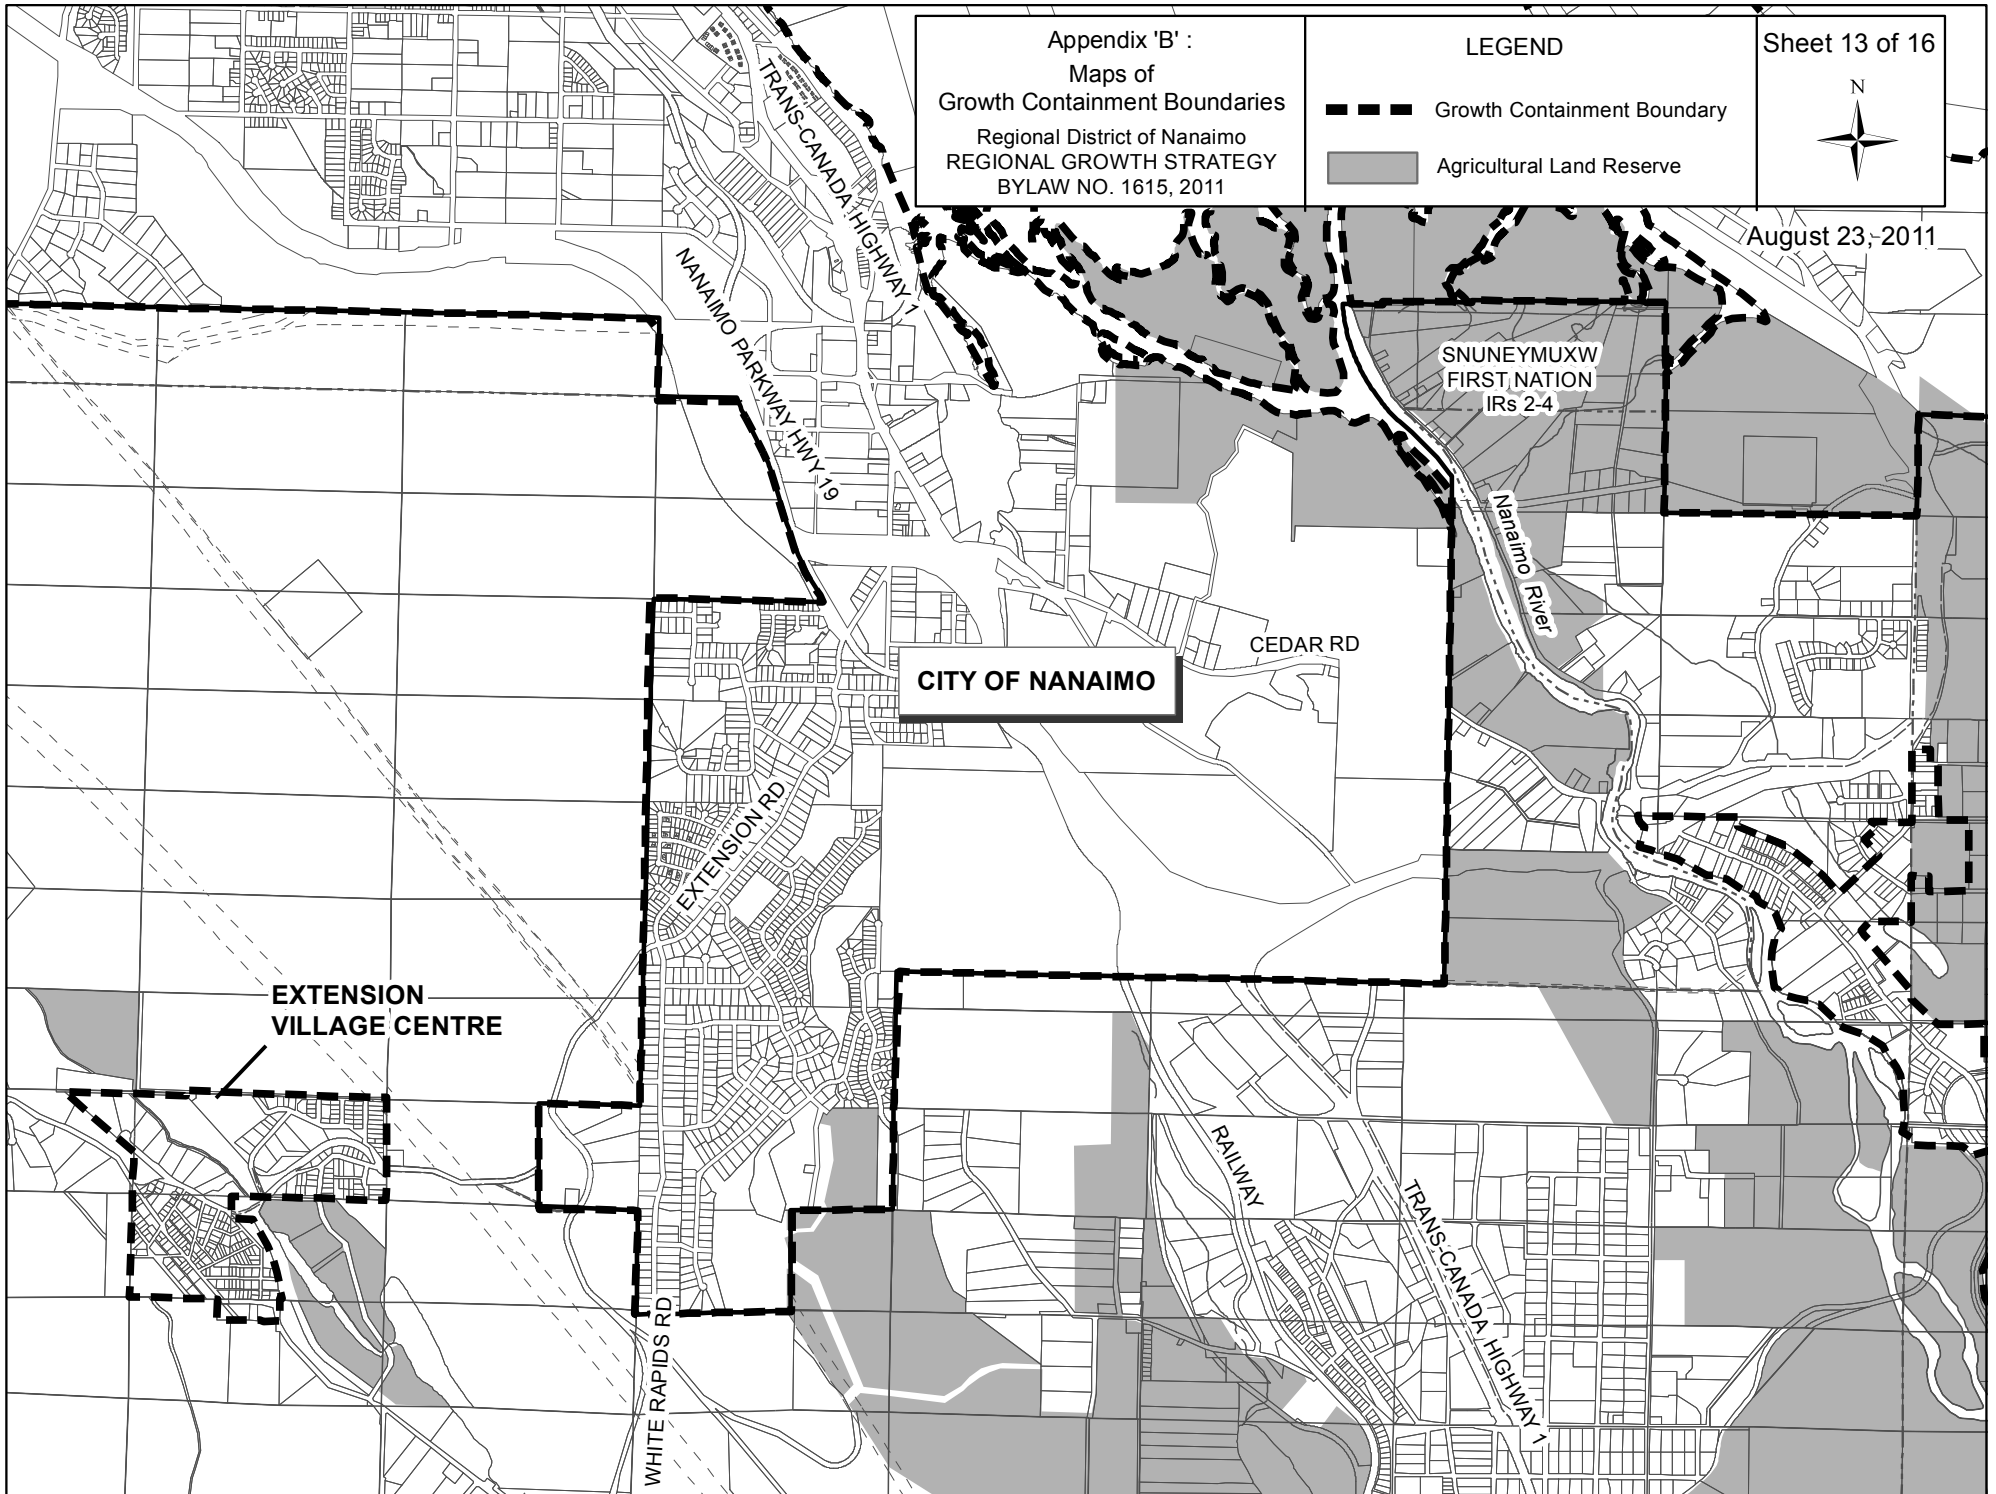 Appendix 'B' :
Maps of
Growth Containment Boundaries
Regional District of Nanaimo
REGIONAL GROWTH STRATEGY
BYLAW NO. 1615, 2011
LEGEND
Growth Containment Boundary
Agricultural Land Reserve
Sheet 13 of 16
N
August 23, 2011
TRANS-CANADA HIGHWAY 1
NANAIMO PARKWAY HWY 19
SNUNEYMUXW
FIRST NATION
IRs 2-4
Nanaimo River
CEDAR RD
CITY OF NANAIMO
EXTENSION RD
EXTENSION
VILLAGE CENTRE
RAILWAY
TRANS-CANADA HIGHWAY 1
WHITE RAPIDS RD